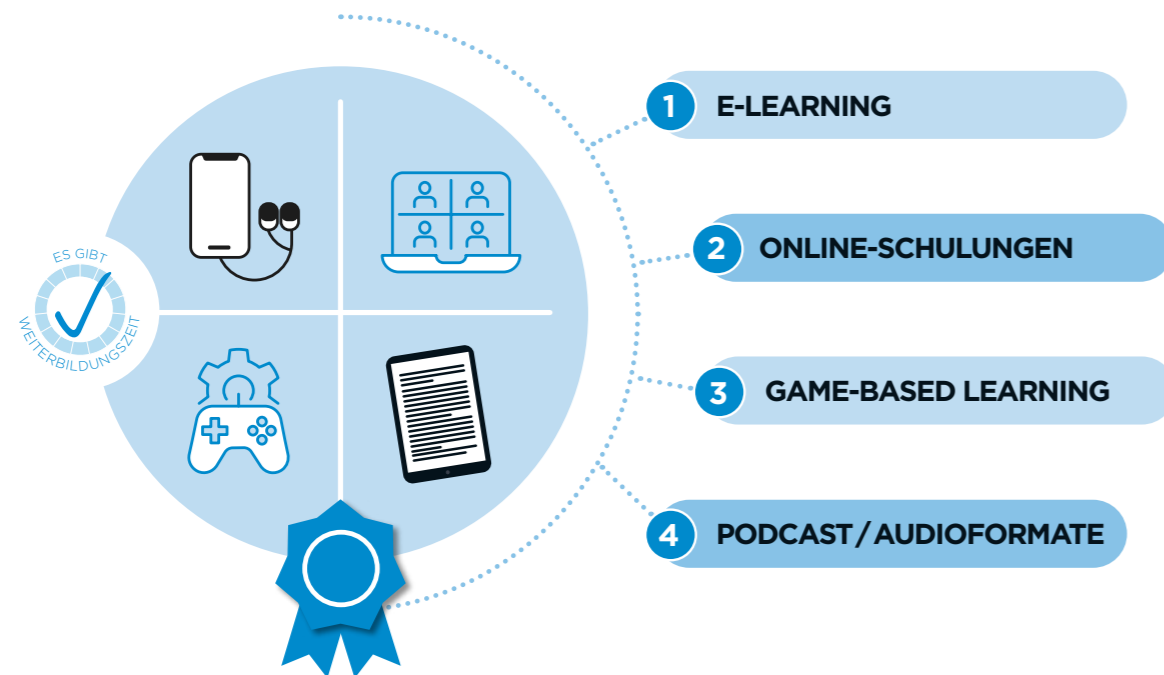 ES GIBT
WEITERBILDUNGSZEIT
1 E-LEARNING
2 ONLINE-SCHULUNGEN
3 GAME-BASED LEARNING
4 PODCAST / AUDIOFORMATE